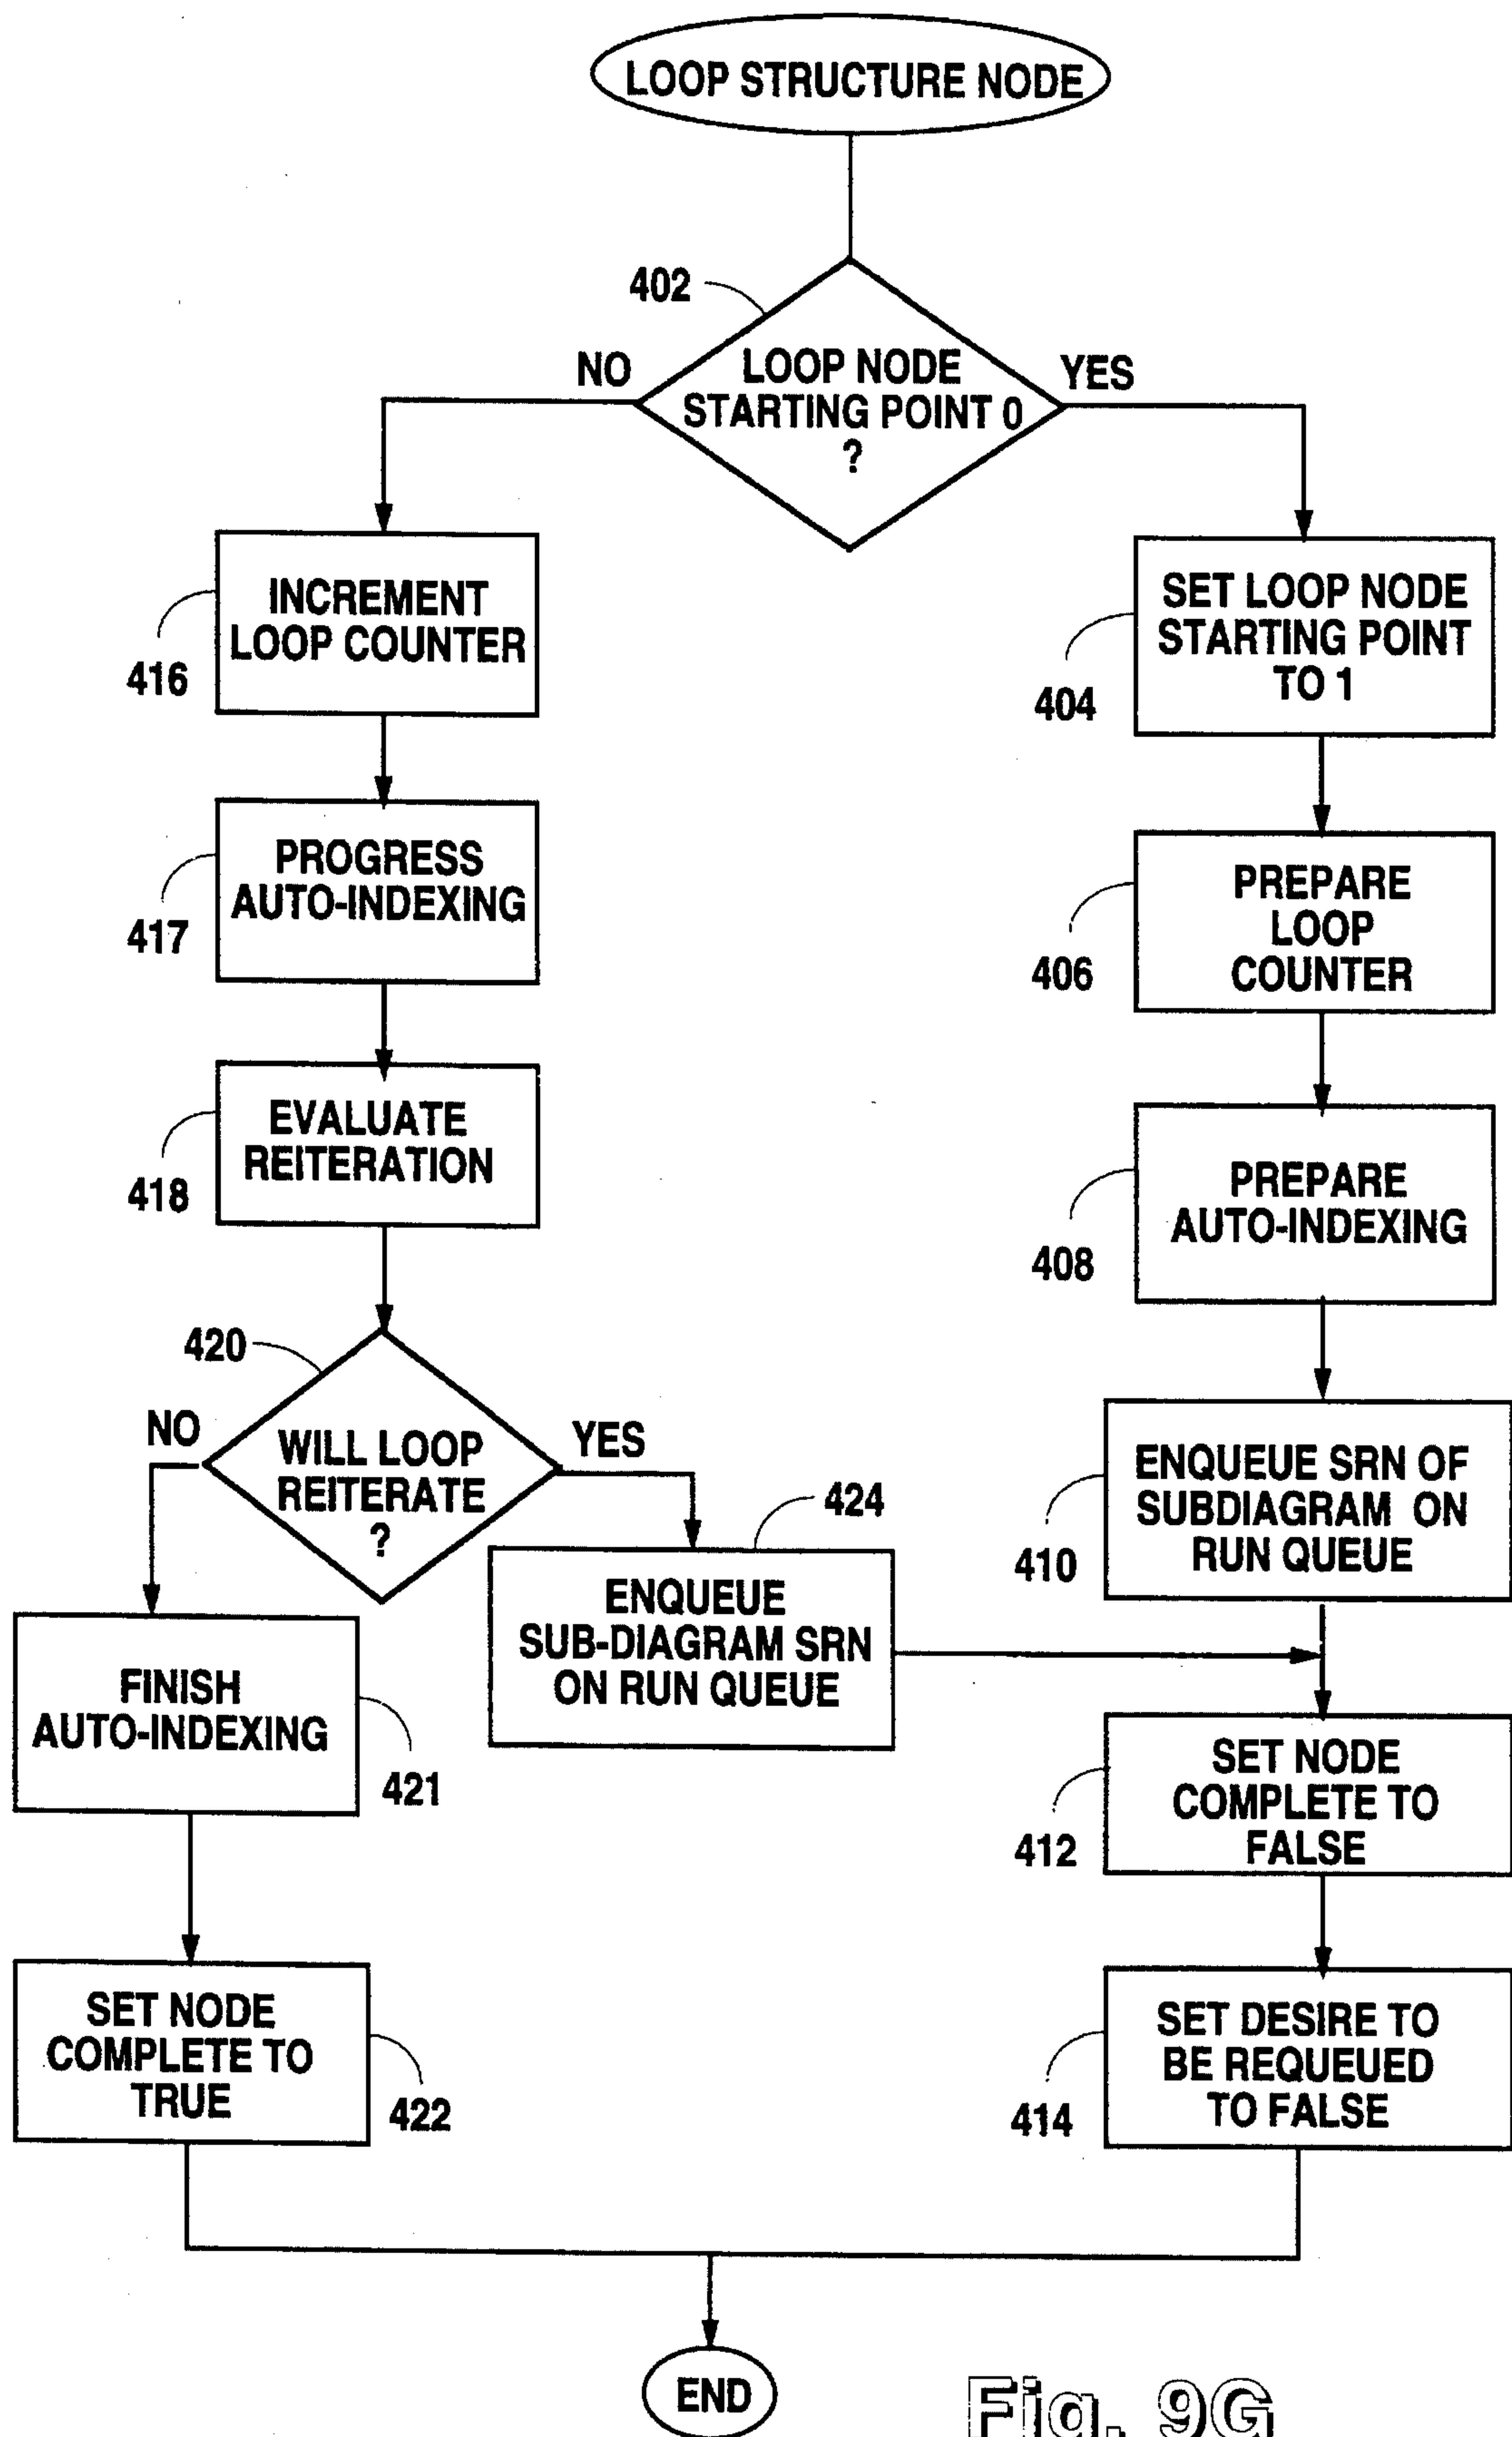 LOOP STRUCTURE NODE
402
NO
LOOP NODE
STARTING POINT 0
?
YES
INCREMENT
LOOP COUNTER
416
SET LOOP NODE
STARTING POINT
TO 1
404
PROGRESS
AUTO-INDEXING
417
PREPARE
LOOP
COUNTER
406
EVALUATE
REITERATION
418
PREPARE
AUTO-INDEXING
408
420
NO
WILL LOOP
REITERATE
?
YES
424
ENQUEUE SRN OF
SUBDIAGRAM ON
RUN QUEUE
410
ENQUEUE
SUB-DIAGRAM SRN
ON RUN QUEUE
FINISH
AUTO-INDEXING
421
SET NODE
COMPLETE TO
FALSE
412
SET NODE
COMPLETE TO
TRUE
422
SET DESIRE TO
BE REQUEUED
TO FALSE
414
END
Fig. 9G